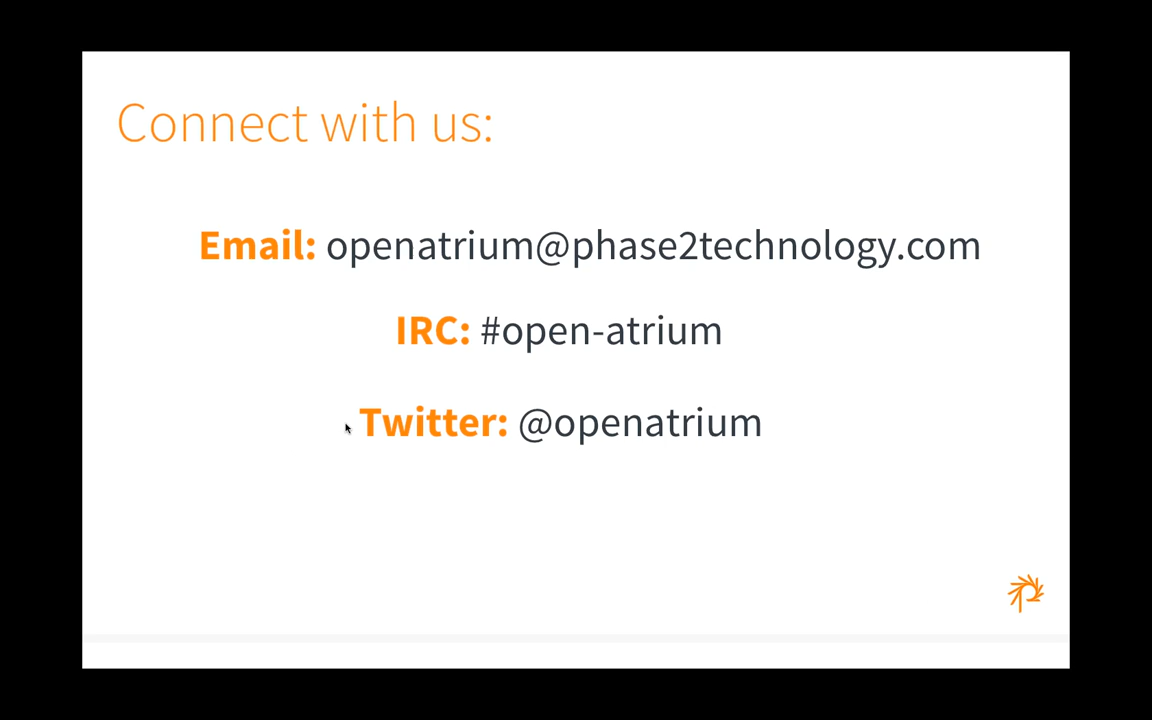 Connect with us:
Email: openatrium@phase2technology.com
IRC: #open-atrium
Twitter: @openatrium